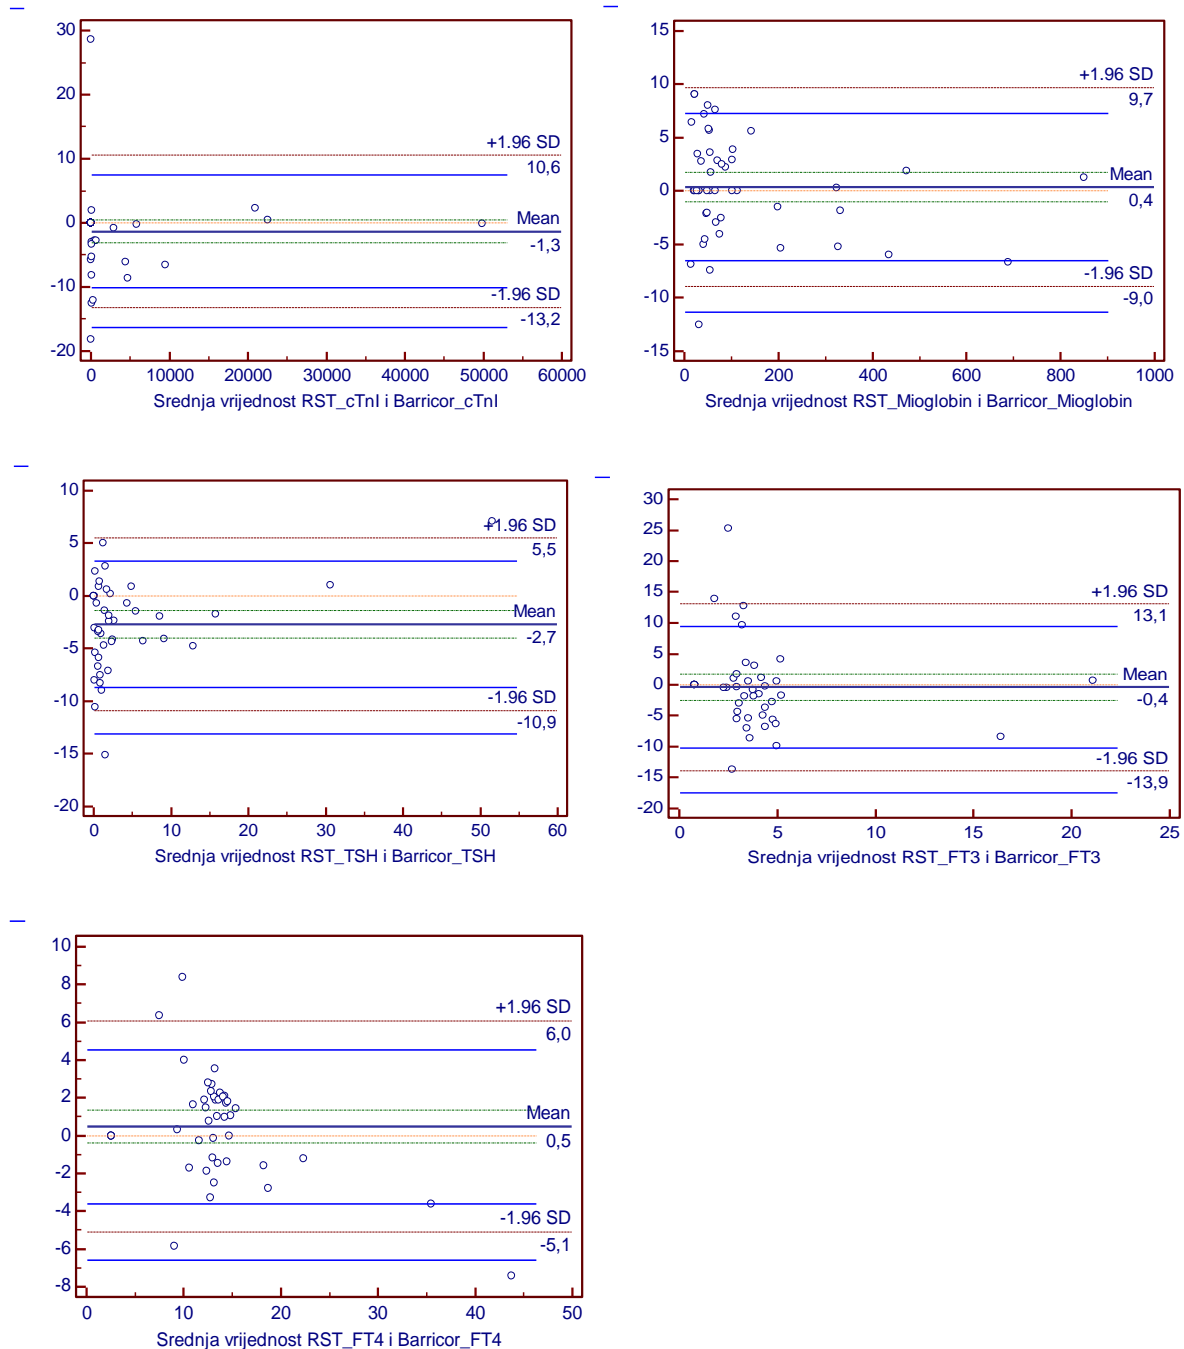 30
20
10
0
-10
-20
+1.96 SD
10,6
Mean
-1,3
-1.96 SD
-13,2
0 10000 20000 30000 40000 50000 60000
Srednja vrijednost RST_cTnI i Barricor_cTnI
15
10
5
0
-5
-10
-15
+1.96 SD
9,7
Mean
0,4
-1.96 SD
-9,0
0 200 400 600 800 1000
Srednja vrijednost RST_Mioglobin i Barricor_Mioglobin
10
5
0
-5
-10
-15
-20
+1.96 SD
5,5
Mean
-2,7
-1.96 SD
-10,9
0 10 20 30 40 50 60
Srednja vrijednost RST_TSH i Barricor_TSH
30
25
20
15
10
5
0
-5
-10
-15
-20
+1.96 SD
13,1
Mean
-0,4
-1.96 SD
-13,9
0 5 10 15 20 25
Srednja vrijednost RST_FT3 i Barricor_FT3
10
8
6
4
2
0
-2
-4
-6
-8
+1.96 SD
6,0
Mean
0,5
-1.96 SD
-5,1
0 10 20 30 40 50
Srednja vrijednost RST_FT4 i Barricor_FT4